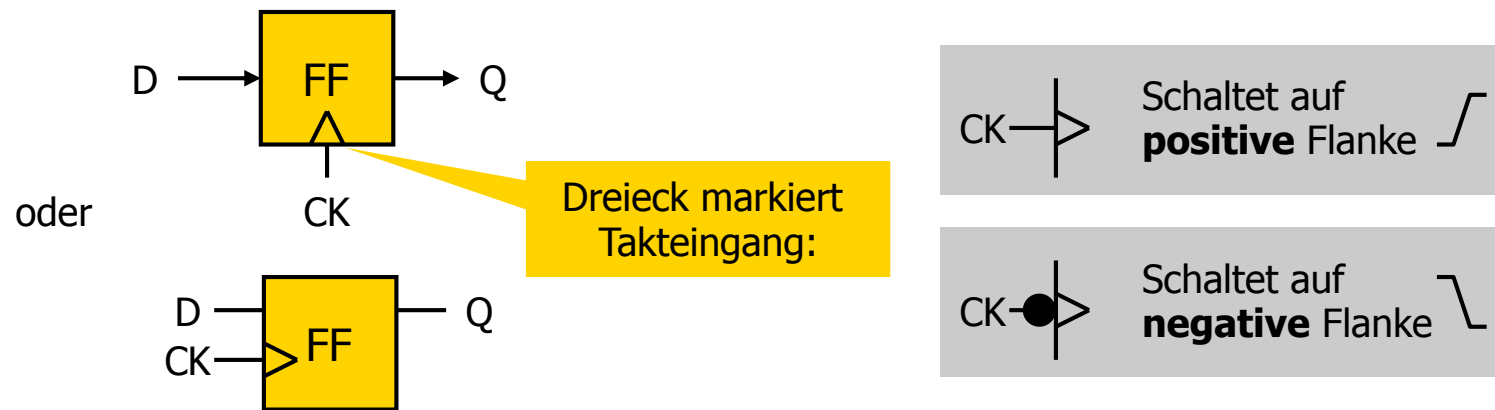 D FF Q
CK
oder
Dreieck markiert
Takteingang:
D Q
CK FF
CK
Schaltet auf
positive Flanke
CK
Schaltet auf
negative Flanke